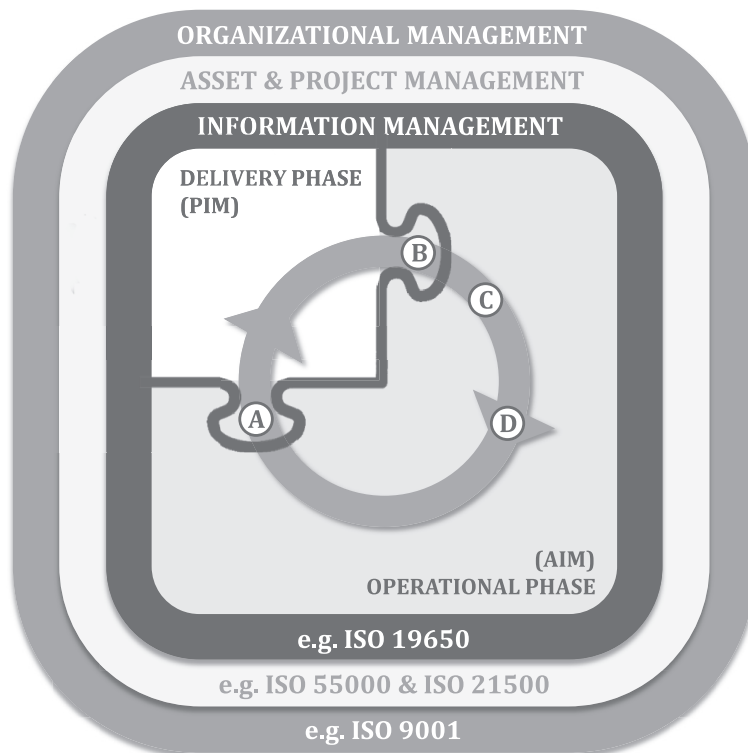 ORGANIZATIONAL MANAGEMENT
ASSET & PROJECT MANAGEMENT
INFORMATION MANAGEMENT
DELIVERY PHASE
(PIM)
B
C
A
D
(AIM)
OPERATIONAL PHASE
e.g. ISO 19650
e.g. ISO 55000 & ISO 21500
e.g. ISO 9001